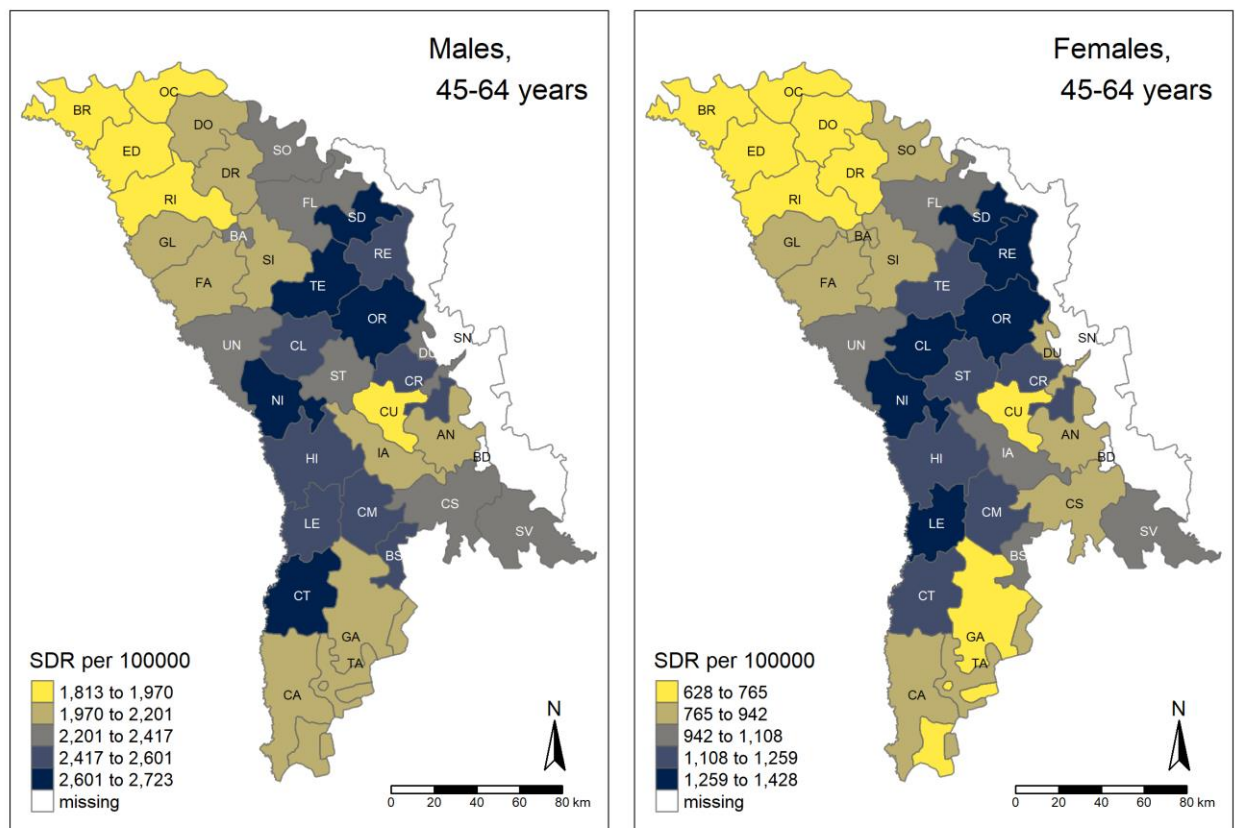 Males,
45-64 years
OC
BR
DO
ED
SO
DR
RI
FL
SD
BA
GL
RE
SI
FA
TE
OR
SN
UN
CL
DU
ST
CR
NI
CU
AN
HI
IA
BD
CS
LE
CM
SV
BS
CT
GA
TA
CA
SDR per 100000
1,813 to 1,970
1,970 to 2,201
2,201 to 2,417
2,417 to 2,601
2,601 to 2,723
missing
N
0 20 40 60 80 km
Females,
45-64 years
OC
BR
DO
ED
SO
DR
RI
FL
SD
BA
GL
RE
SI
FA
TE
OR
SN
UN
CL
DU
ST
CR
NI
CU
AN
HI
IA
BD
CS
LE
CM
SV
BS
CT
GA
TA
CA
SDR per 100000
628 to 765
765 to 942
942 to 1,108
1,108 to 1,259
1,259 to 1,428
missing
N
0 20 40 60 80 km